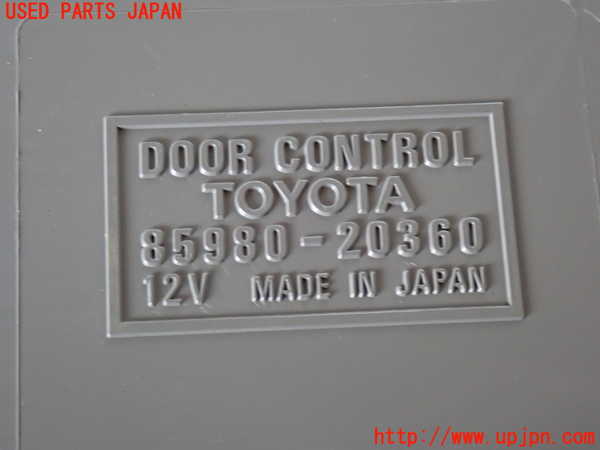 USED PARTS JAPAN
DOOR CONTROL
TOYOTA
85980-20360
12V MADE IN JAPAN
http://www.upjpn.com/